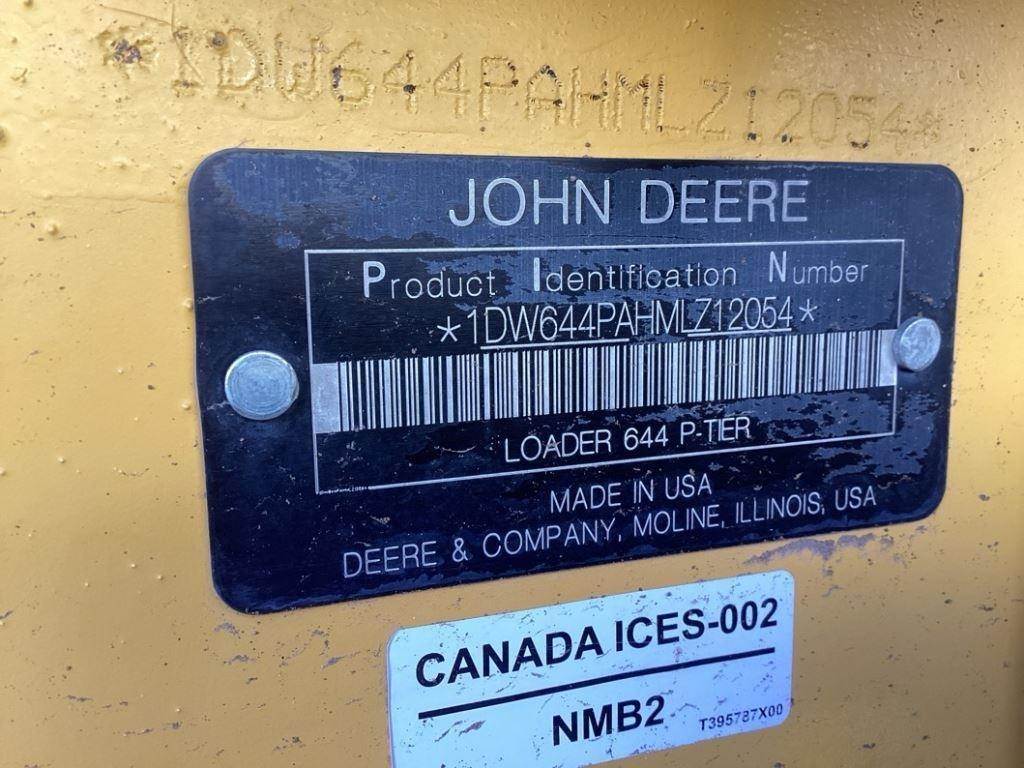 *1DW644PAHMLZ12054*
JOHN DEERE
Product Identification Number
*1DW644PAHMLZ12054*
LOADER 644 P-TIER
MADE IN USA
DEERE & COMPANY, MOLINE, ILLINOIS, USA
CANADA ICES-002
NMB2
T395787X00